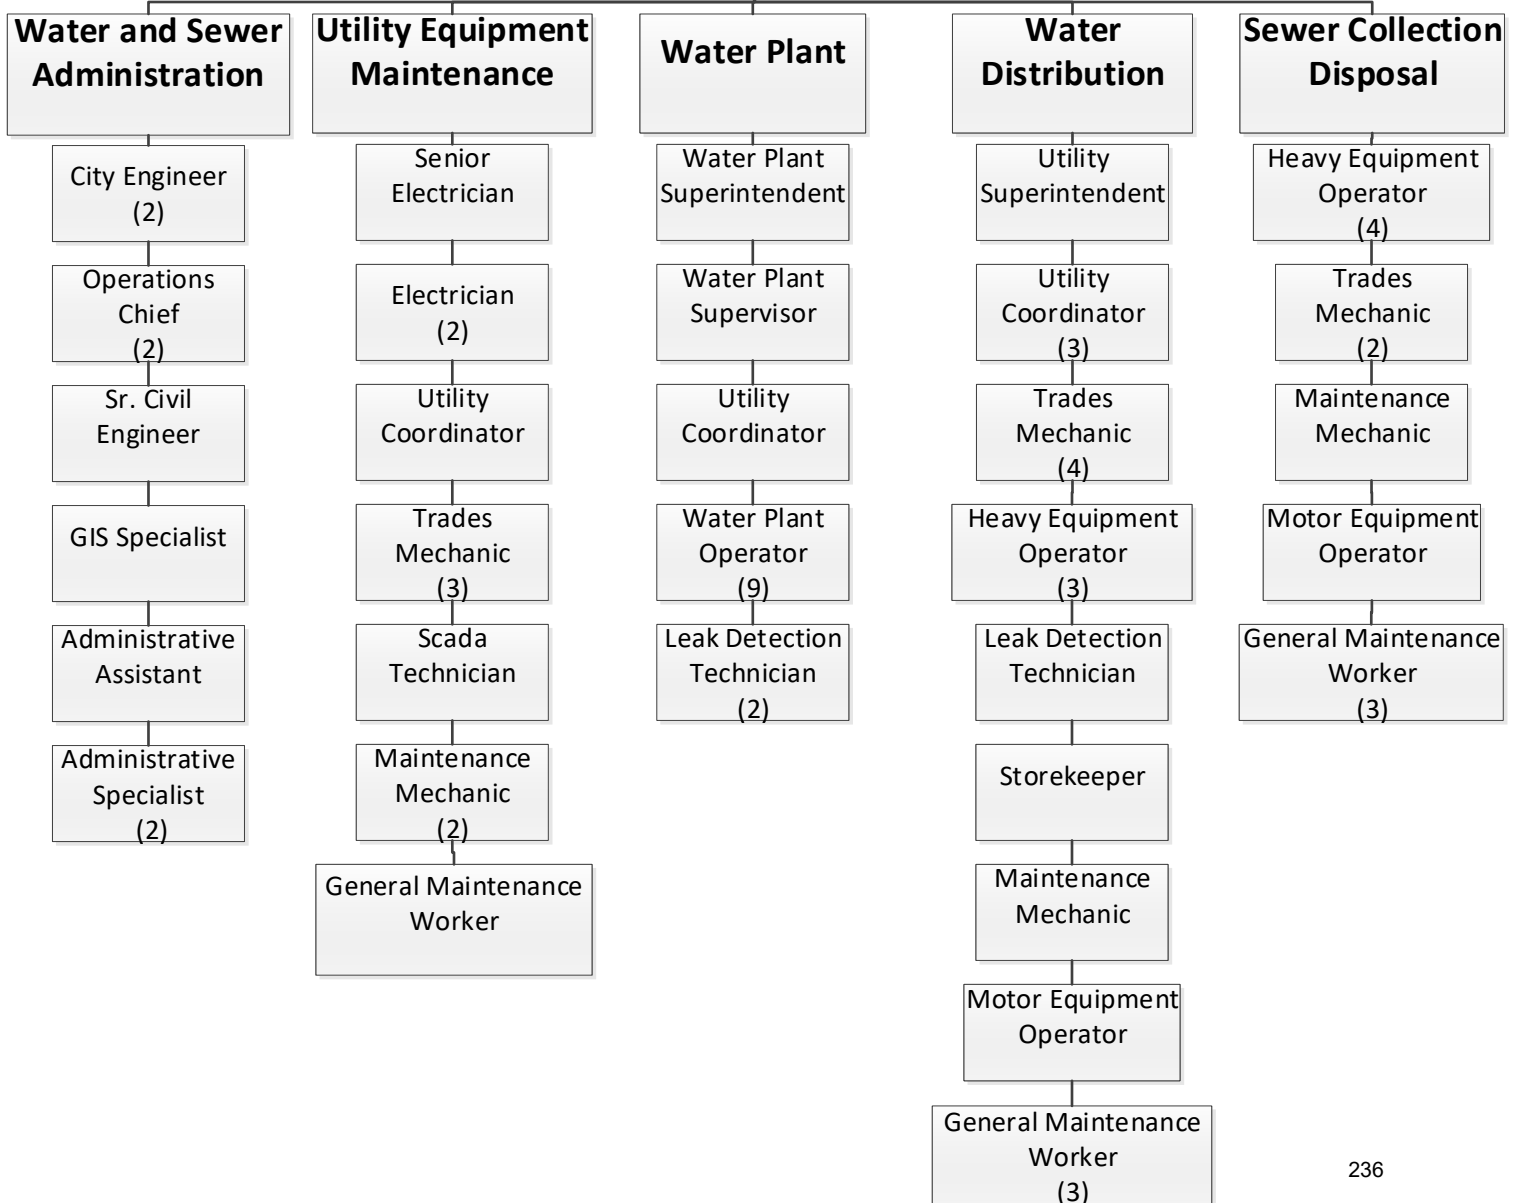 Water and Sewer
Administration
City Engineer
(2)
Operations
Chief
(2)
Sr. Civil
Engineer
GIS Specialist
Administrative
Assistant
Administrative
Specialist
(2)
Utility Equipment
Maintenance
Senior
Electrician
Electrician
(2)
Utility
Coordinator
Trades
Mechanic
(3)
Scada
Technician
Maintenance
Mechanic
(2)
General Maintenance
Worker
Water Plant
Water Plant
Superintendent
Water Plant
Supervisor
Utility
Coordinator
Water Plant
Operator
(9)
Leak Detection
Technician
(2)
Water
Distribution
Utility
Superintendent
Utility
Coordinator
(3)
Trades
Mechanic
(4)
Heavy Equipment
Operator
(3)
Leak Detection
Technician
Storekeeper
Maintenance
Mechanic
Motor Equipment
Operator
General Maintenance
Worker
(3)
Sewer Collection
Disposal
Heavy Equipment
Operator
(4)
Trades
Mechanic
(2)
Maintenance
Mechanic
Motor Equipment
Operator
General Maintenance
Worker
(3)
236